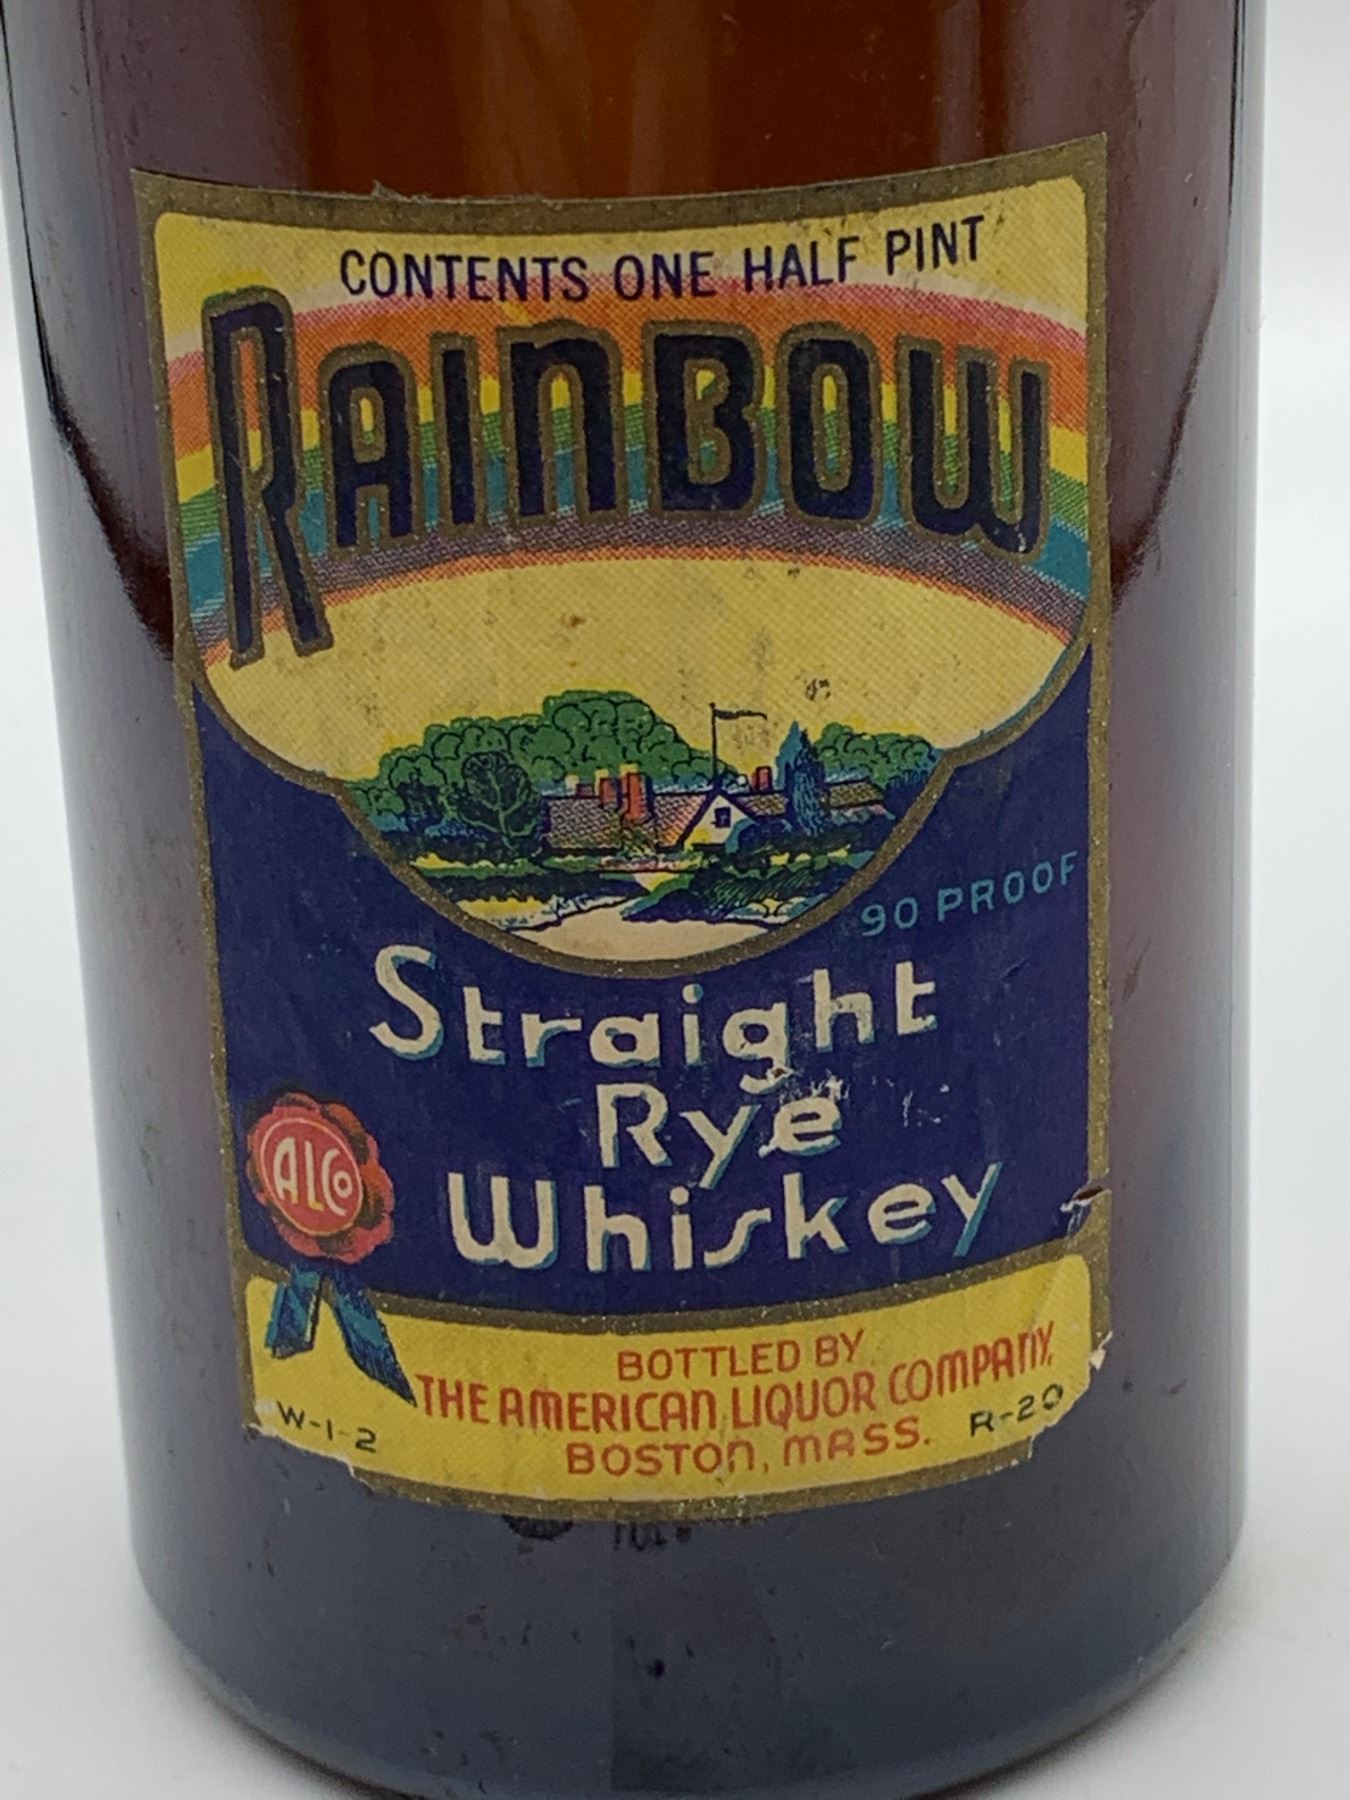 CONTENTS ONE HALF PINT
RAINBOW
90 PROOF
Straight
Rye
Whiskey
ALCo
BOTTLED BY
THE AMERICAN LIQUOR COMPANY,
BOSTON, MASS.
W-1-2
R-20